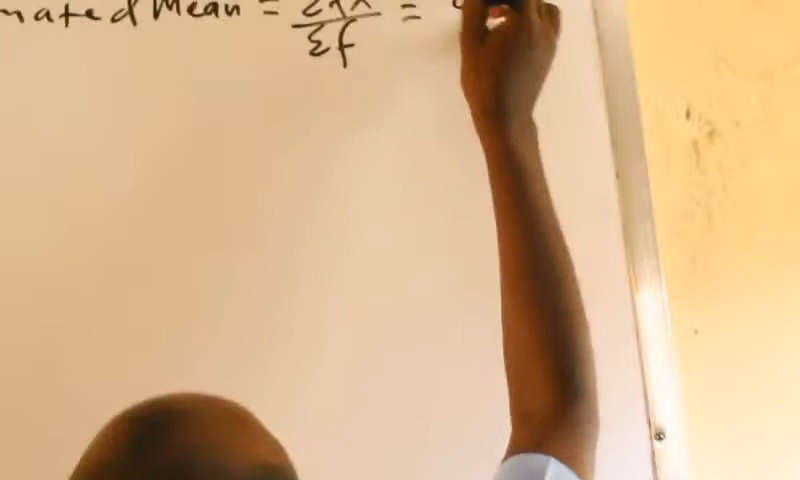 mated Mean = Σfx/Σf =